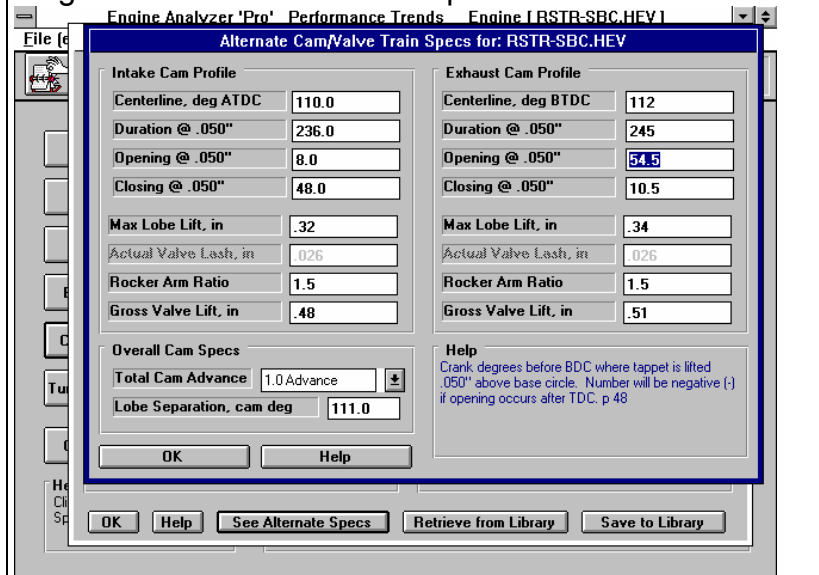 Engine Analyzer 'Pro' Performance Trends Engine [ RSTR-SBC.HEV ]
File (e
Alternate Cam/Valve Train Specs for: RSTR-SBC.HEV
Intake Cam Profile
Centerline, deg ATDC 110.0
Duration @ .050" 236.0
Opening @ .050" 8.0
Closing @ .050" 48.0
Max Lobe Lift, in .32
Actual Valve Lash, in .026
Rocker Arm Ratio 1.5
Gross Valve Lift, in .48
Exhaust Cam Profile
Centerline, deg BTDC 112
Duration @ .050" 245
Opening @ .050" 54.5
Closing @ .050" 10.5
Max Lobe Lift, in .34
Actual Valve Lash, in .026
Rocker Arm Ratio 1.5
Gross Valve Lift, in .51
Overall Cam Specs
Total Cam Advance 1.0 Advance
Lobe Separation, cam deg 111.0
Help
Crank degrees before BDC where tappet is lifted
.050" above base circle. Number will be negative (-)
if opening occurs after TDC. p 48
OK Help
Tu
He
Cli
Sp
OK Help See Alternate Specs Retrieve from Library Save to Library